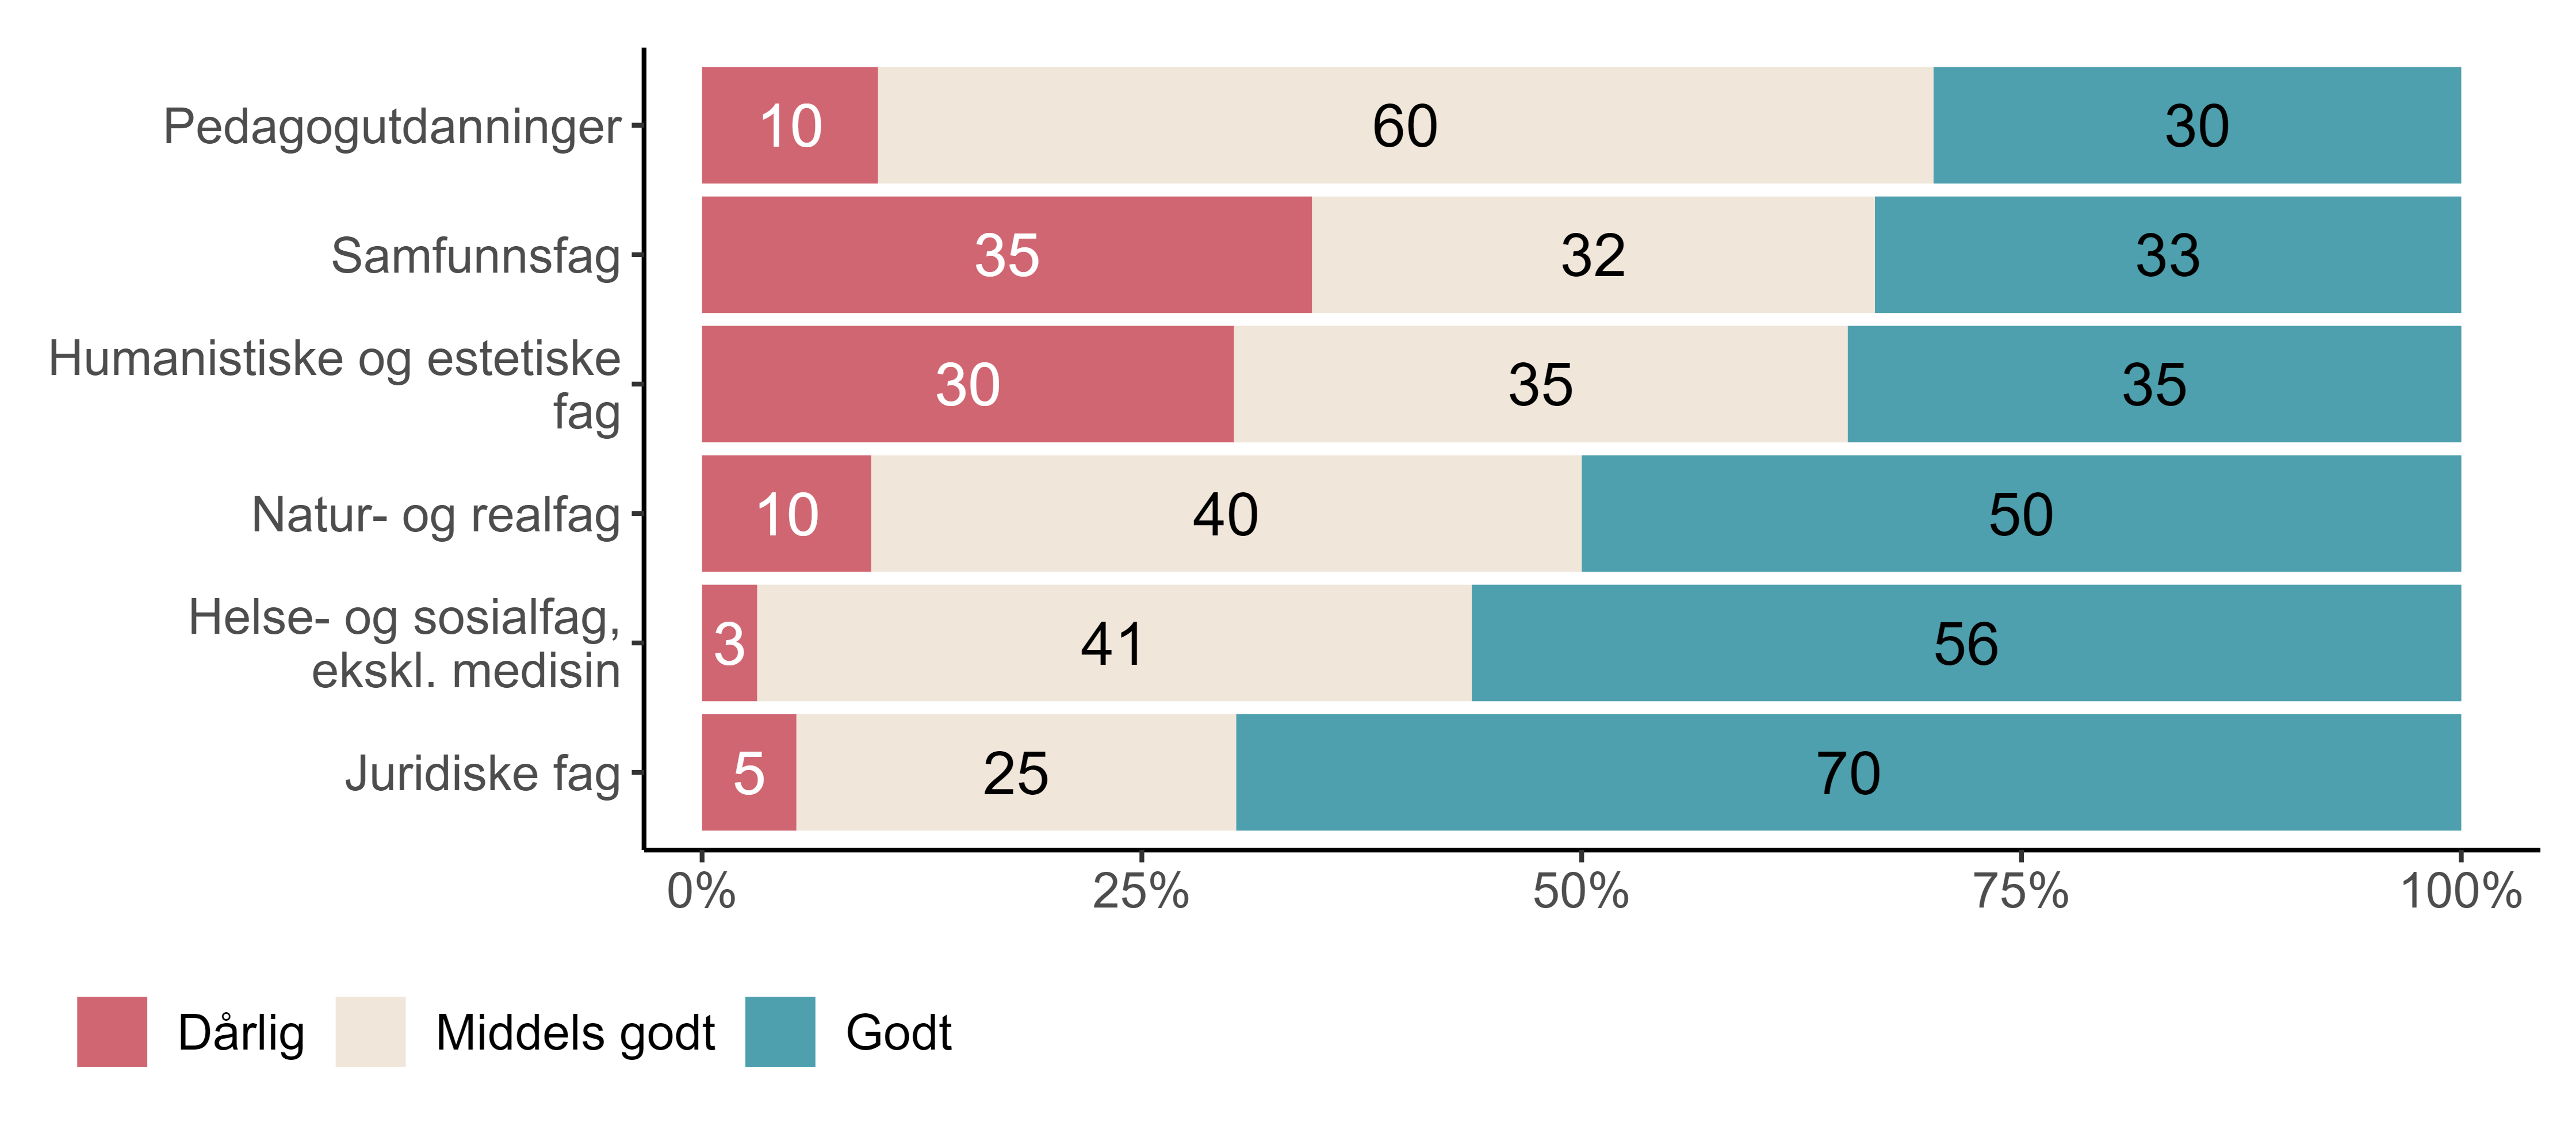 Pedagogutdanninger
10 60 30
Samfunnsfag
35 32 33
Humanistiske og estetiske
fag
30 35 35
Natur- og realfag
10 40 50
Helse- og sosialfag,
ekskl. medisin
3 41 56
Juridiske fag
5 25 70
0% 25% 50% 75% 100%
Dårlig Middels godt Godt